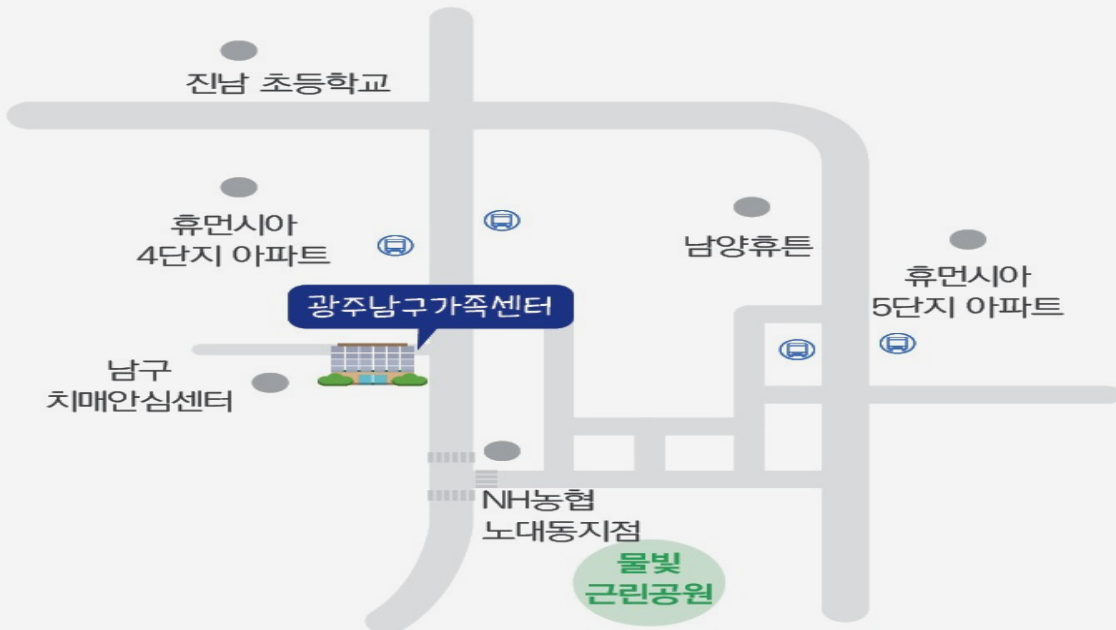 진남 초등학교
휴먼시아
4단지 아파트
남양휴튼
휴먼시아
5단지 아파트
광주남구가족센터
남구
치매안심센터
NH농협
노대동지점
물빛
근린공원